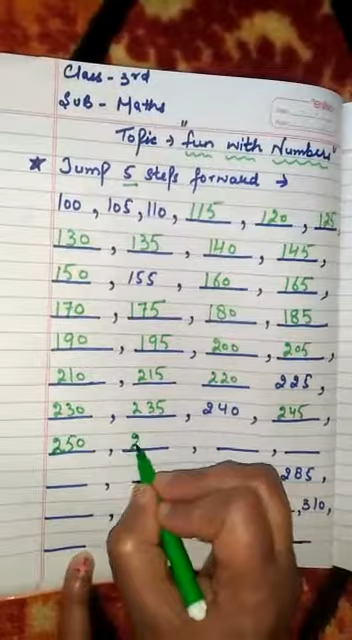 Class - 3rd
Sub - Maths
Topic → "fun with Numbers"
★ Jump 5 steps forward →
100, 105, 110, 115, 120, 125,
130, 135, 140, 145,
150, 155, 160, 165,
170, 175, 180, 185
190, 195, 200, 205,
210, 215, 220, 225,
230, 235, 240, 245,
250, 2
285,
, 310,